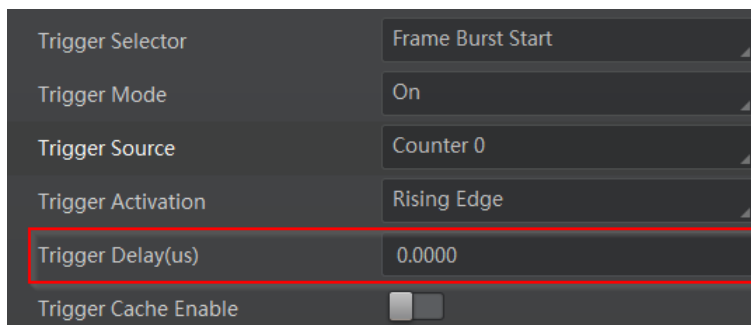 Trigger Selector Frame Burst Start
Trigger Mode On
Trigger Source Counter 0
Trigger Activation Rising Edge
Trigger Delay(us) 0.0000
Trigger Cache Enable